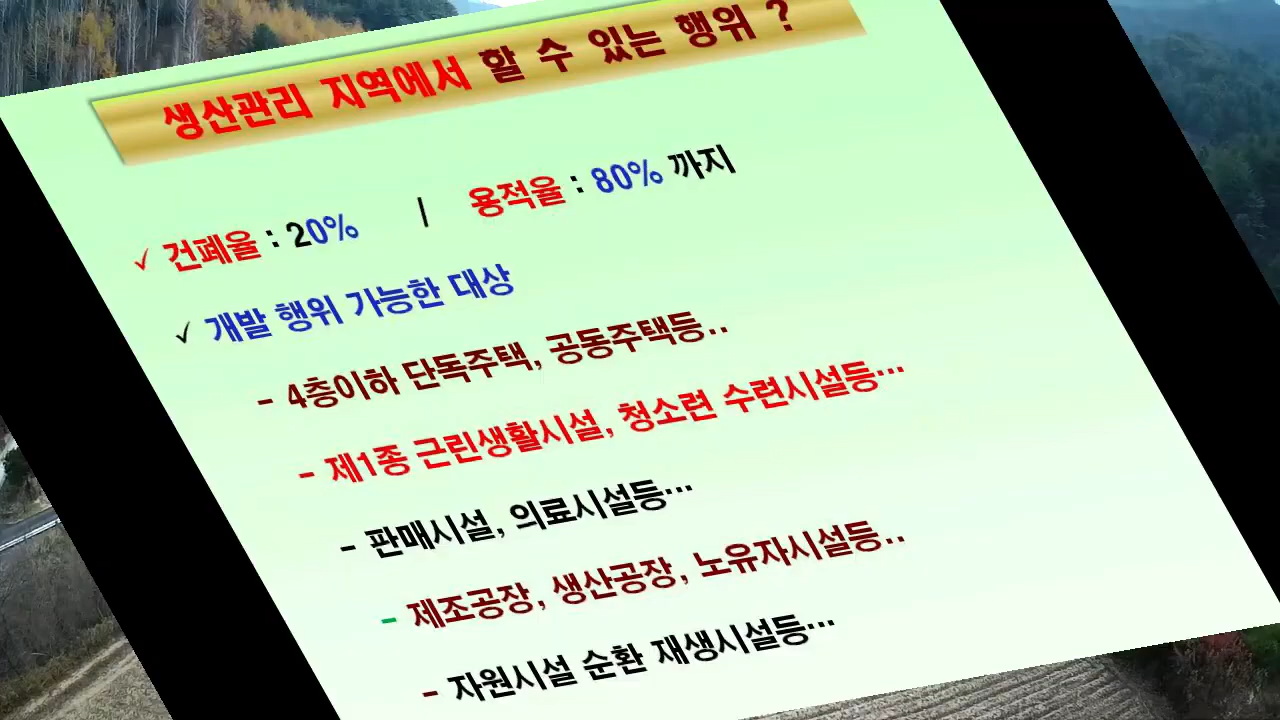 생산관리 지역에서 할 수 있는 행위 ?
✓ 건폐율 : 20% | 용적율 : 80% 까지
✓ 개발 행위 가능한 대상
- 4층이하 단독주택, 공동주택등..
- 제1종 근린생활시설, 청소련 수련시설등...
- 판매시설, 의료시설등...
- 제조공장, 생산공장, 노유자시설등..
- 자원시설 순환 재생시설등...